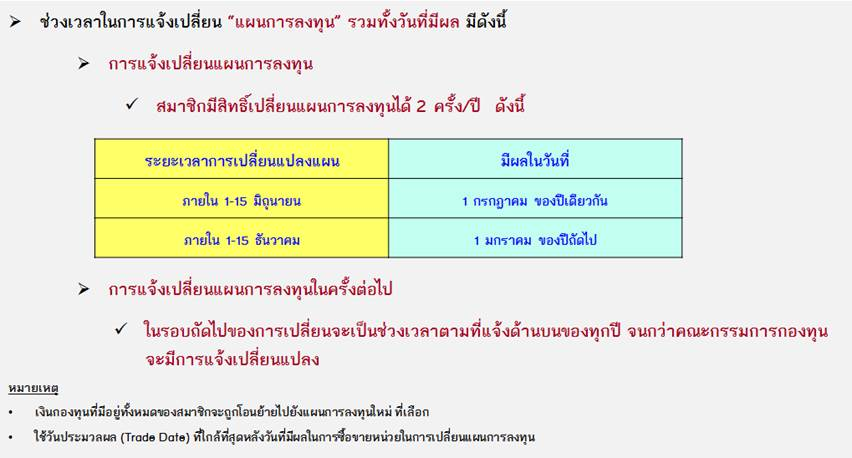 ช่วงเวลาในการแจ้งเปลี่ยน “แผนการลงทุน” รวมทั้งวันที่มีผล มีดังนี้
การแจ้งเปลี่ยนแผนการลงทุน
สมาชิกมีสิทธิ์เปลี่ยนแผนการลงทุนได้ 2 ครั้ง/ปี ดังนี้
ระยะเวลาการเปลี่ยนแปลงแผน มีผลในวันที่
ภายใน 1-15 มิถุนายน 1 กรกฎาคม ของปีเดียวกัน
ภายใน 1-15 ธันวาคม 1 มกราคม ของปีถัดไป
การแจ้งเปลี่ยนแผนการลงทุนในครั้งต่อไป
ในรอบถัดไปของการเปลี่ยนจะเป็นช่วงเวลาตามที่แจ้งด้านบนของทุกปี จนกว่าคณะกรรมการกองทุน
จะมีการแจ้งเปลี่ยนแปลง
หมายเหตุ
• เงินกองทุนที่มีอยู่ทั้งหมดของสมาชิกจะถูกโอนย้ายไปยังแผนการลงทุนใหม่ ที่เลือก
• ใช้วันประมวลผล (Trade Date) ที่ใกล้ที่สุดหลังวันที่มีผลในการซื้อขายหน่วยในการเปลี่ยนแผนการลงทุน